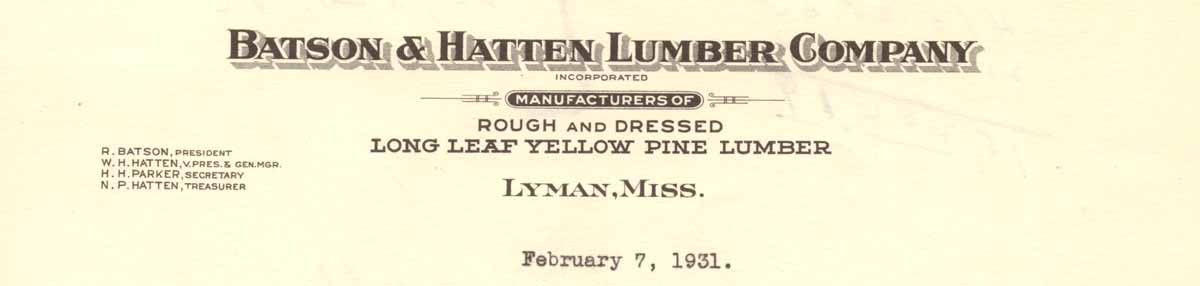 BATSON & HATTEN LUMBER COMPANY
INCORPORATED
MANUFACTURERS OF
ROUGH AND DRESSED
LONG LEAF YELLOW PINE LUMBER
R. BATSON, PRESIDENT
W. H. HATTEN, V. PRES. & GEN. MGR.
H. H. PARKER, SECRETARY
N. P. HATTEN, TREASURER
LYMAN, MISS.
February 7, 1931.